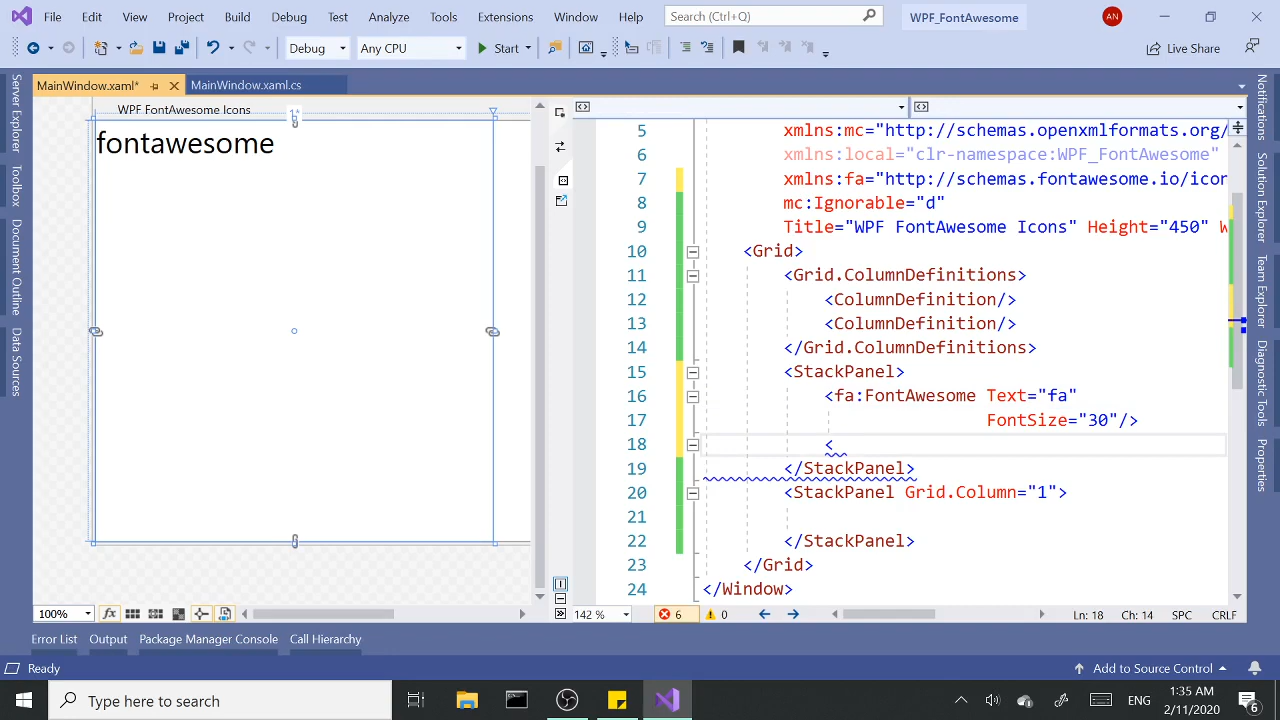 File Edit View Project Build Debug Test Analyze Tools Extensions Window Help Search (Ctrl+Q) WPF_FontAwesome AN
Debug Any CPU Start Live Share
MainWindow.xaml* MainWindow.xaml.cs
Server Explorer
Toolbox
Document Outline
Data Sources
WPF FontAwesome Icons 1*
fontawesome
5 xmlns:mc="http://schemas.openxmlformats.org/
6 xmlns:local="clr-namespace:WPF_FontAwesome"
7 xmlns:fa="http://schemas.fontawesome.io/icon
8 mc:Ignorable="d"
9 Title="WPF FontAwesome Icons" Height="450" W
10 <Grid>
11 <Grid.ColumnDefinitions>
12 <ColumnDefinition/>
13 <ColumnDefinition/>
14 </Grid.ColumnDefinitions>
15 <StackPanel>
16 <fa:FontAwesome Text="fa"
17 FontSize="30"/>
18 <
19 </StackPanel>
20 <StackPanel Grid.Column="1">
21
22 </StackPanel>
23 </Grid>
24 </Window>
Notifications
Solution Explorer
Team Explorer
Diagnostic Tools
Properties
100% fx 142 % 6 0 Ln: 18 Ch: 14 SPC CRLF
Error List Output Package Manager Console Call Hierarchy
Ready Add to Source Control
Type here to search ENG 1:35 AM
2/11/2020 6